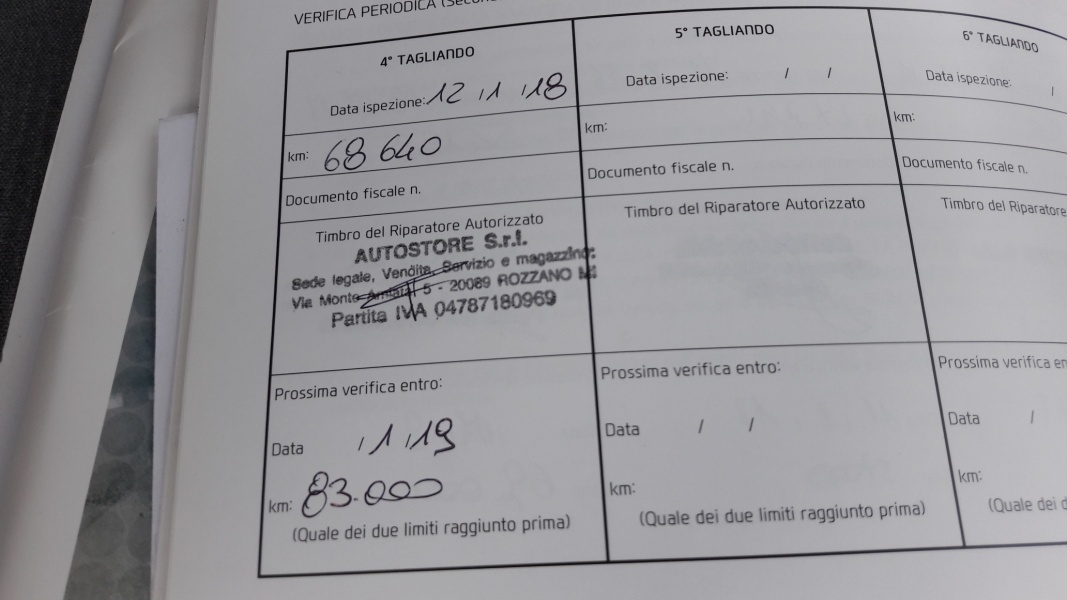 VERIFICA PERIODICA
4° TAGLIANDO
Data ispezione: 12 / 1 / 18
km: 68 640
Documento fiscale n.
Timbro del Riparatore Autorizzato
AUTOSTORE S.r.l.
Sede legale, Vendita, Servizio e magazzino:
Via Monte 5 - 20089 ROZZANO MI
Partita IVA 04787180969
Prossima verifica entro:
Data / 1 / 19
km: 83.000
(Quale dei due limiti raggiunto prima)
5° TAGLIANDO
Data ispezione: / /
km:
Documento fiscale n.
Timbro del Riparatore Autorizzato
Prossima verifica entro:
Data / /
km:
(Quale dei due limiti raggiunto prima)
6° TAGLIANDO
Data ispezione: /
km:
Documento fiscale n.
Timbro del Riparatore
Prossima verifica
Data /
km:
(Quale dei